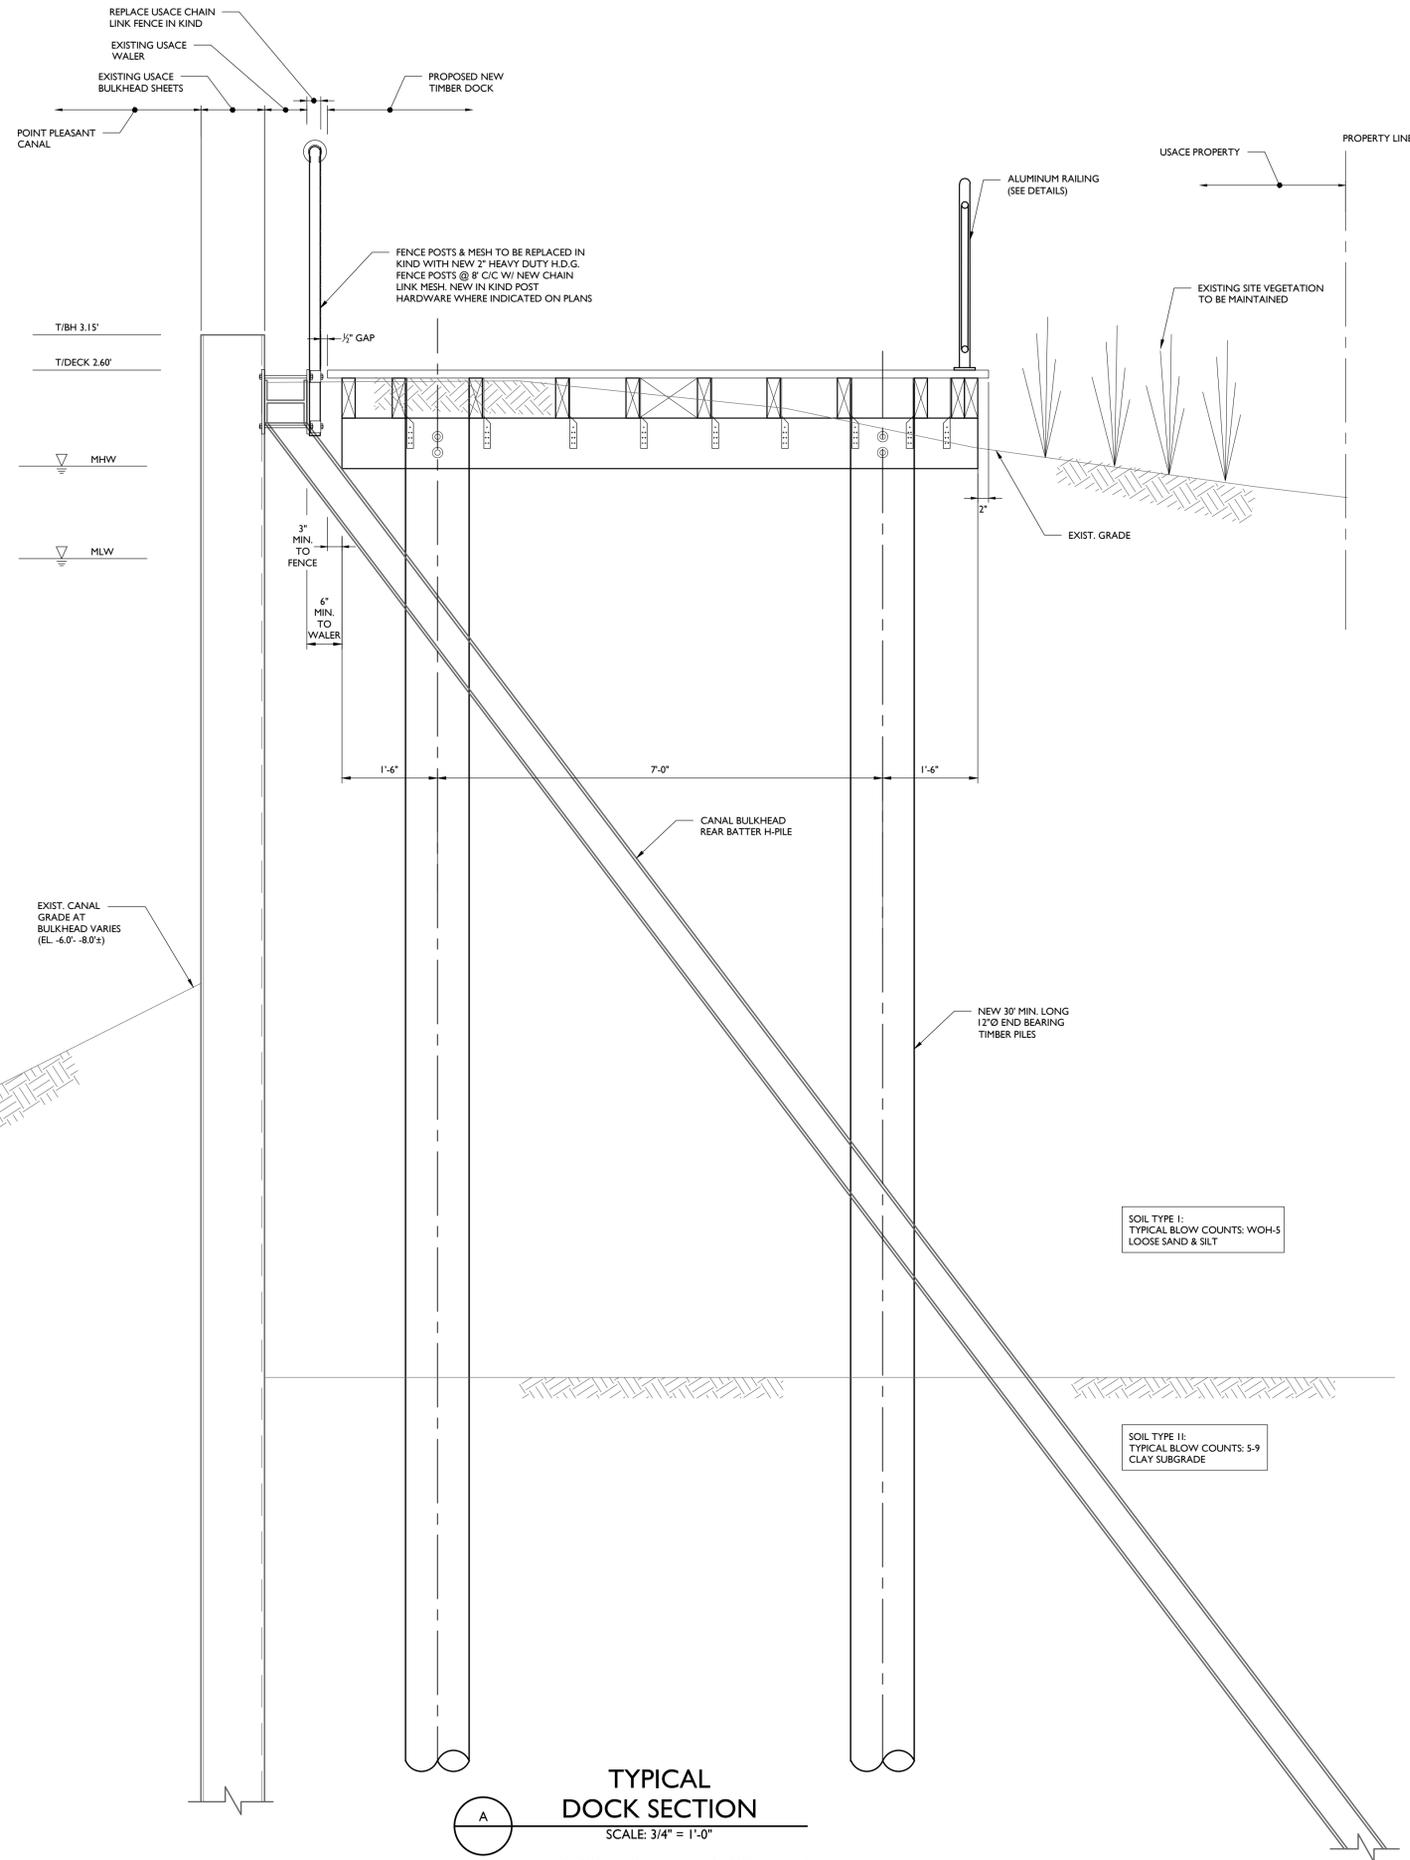 REPLACE USACE CHAIN
LINK FENCE IN KIND
EXISTING USACE
WALER
EXISTING USACE
BULKHEAD SHEETS
PROPOSED NEW
TIMBER DOCK
POINT PLEASANT
CANAL
PROPERTY LINE
USACE PROPERTY
ALUMINUM RAILING
(SEE DETAILS)
FENCE POSTS & MESH TO BE REPLACED IN
KIND WITH NEW 2" HEAVY DUTY H.D.G.
FENCE POSTS @ 8' C/C W/ NEW CHAIN
LINK MESH. NEW IN KIND POST
HARDWARE WHERE INDICATED ON PLANS
EXISTING SITE VEGETATION
TO BE MAINTAINED
T/BH 3.15'
½" GAP
T/DECK 2.60'
MHW
2"
3"
MIN.
TO
FENCE
EXIST. GRADE
MLW
6"
MIN.
TO
WALER
1'-6"
7'-0"
1'-6"
CANAL BULKHEAD
REAR BATTER H-PILE
EXIST. CANAL
GRADE AT
BULKHEAD VARIES
(EL. -6.0'- -8.0'±)
NEW 30' MIN. LONG
12"Ø END BEARING
TIMBER PILES
SOIL TYPE I:
TYPICAL BLOW COUNTS: WOH-5
LOOSE SAND & SILT
SOIL TYPE II:
TYPICAL BLOW COUNTS: 5-9
CLAY SUBGRADE
TYPICAL
DOCK SECTION
A
SCALE: 3/4" = 1'-0"